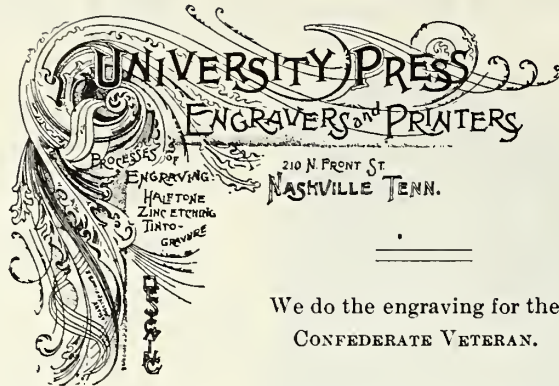 UNIVERSITY PRESS
ENGRAVERS and PRINTERS
PROCESSES OF
ENGRAVING:
HALFTONE
ZINC ETCHING
TINTO-
GRAVURE
210 N. FRONT ST.
NASHVILLE TENN.
We do the engraving for the
CONFEDERATE VETERAN.